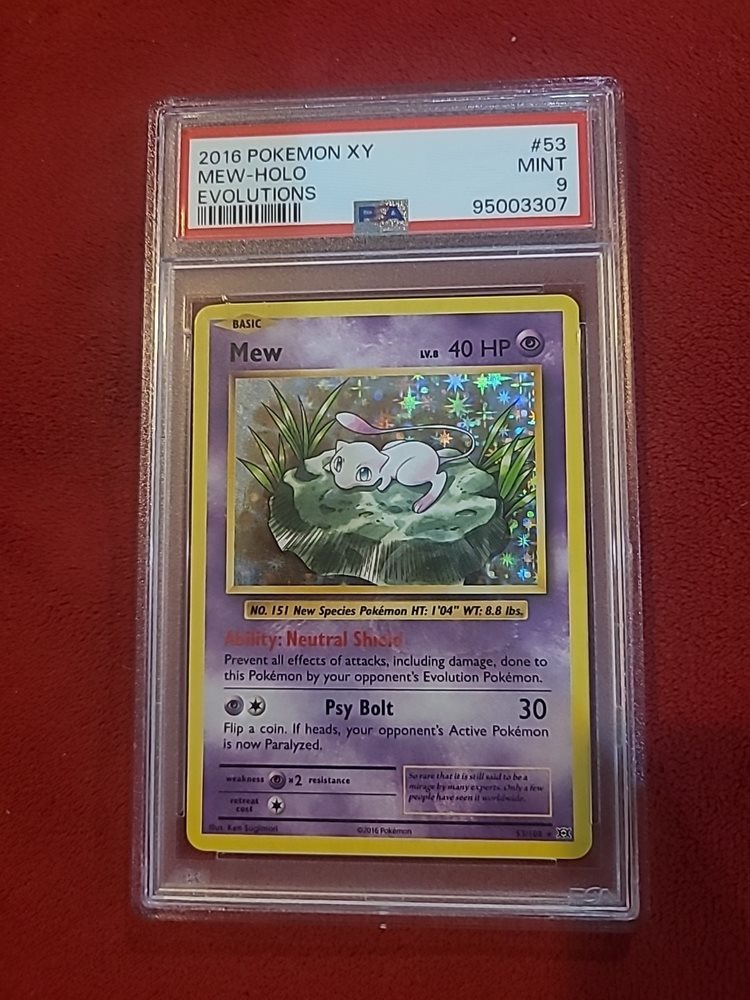 2016 POKEMON XY #53
MEW-HOLO MINT
EVOLUTIONS 9
PSA 95003307
BASIC
Mew LV.8 40 HP
NO. 151 New Species Pokémon HT: 1'04" WT: 8.8 lbs.
Ability: Neutral Shield
Prevent all effects of attacks, including damage, done to
this Pokémon by your opponent's Evolution Pokémon.
Psy Bolt 30
Flip a coin. If heads, your opponent's Active Pokémon
is now Paralyzed.
weakness ×2 resistance
retreat
cost
So rare that it is still said to be a
mirage by many experts. Only a few
people have seen it worldwide.
Illus. Ken Sugimori ©2016 Pokémon 53/108
PSA